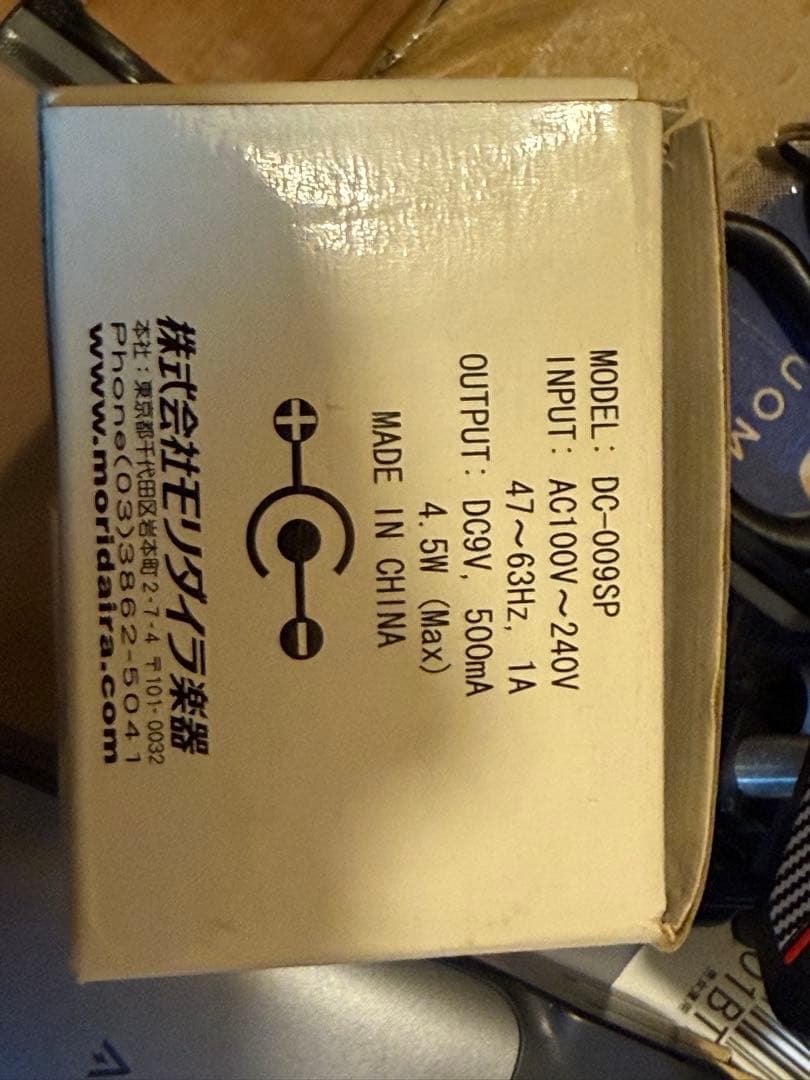 MODEL: DC-009SP
INPUT: AC100V～240V
47～63Hz, 1A
OUTPUT: DC9V, 500mA
4.5W (Max)
MADE IN CHINA
株式会社モリダイラ楽器
本社：東京都千代田区岩本町2-7-4 〒101-0032
Phone(03)3862-5041
www.moridaira.com
JOM
01BT